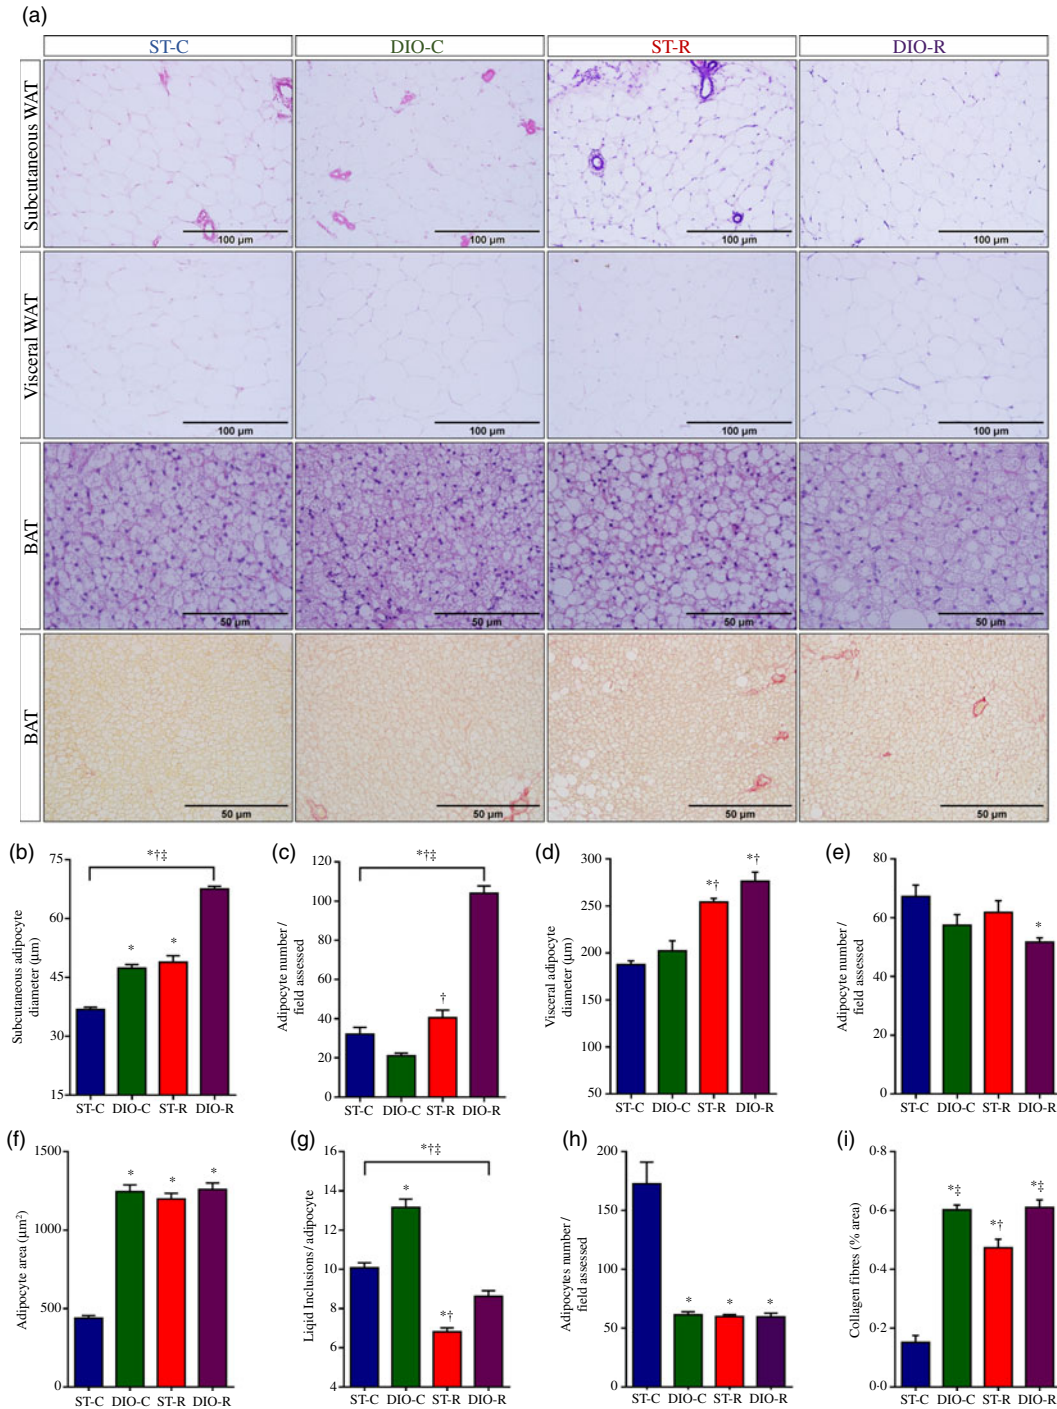 (a)
ST-C DIO-C ST-R DIO-R
Subcutaneous WAT
100 µm 100 µm 100 µm 100 µm
Visceral WAT
100 µm 100 µm 100 µm 100 µm
BAT
50 µm 50 µm 50 µm 50 µm
BAT
50 µm 50 µm 50 µm 50 µm
(b)
Subcutaneous adipocyte
diameter (µm)
75
60
45
30
15
*†‡
* *
ST-C DIO-C ST-R DIO-R
(c)
Adipocyte number/
field assessed
120
100
80
60
40
20
0
*†‡
†
ST-C DIO-C ST-R DIO-R
(d)
Visceral adipocyte
diameter (µm)
300
250
200
150
100
50
*† *†
ST-C DIO-C ST-R DIO-R
(e)
Adipocyte number/
field assessed
80
60
40
20
0
*
ST-C DIO-C ST-R DIO-R
(f)
Adipocyte area (µm²)
1500
1000
500
0
* * *
ST-C DIO-C ST-R DIO-R
(g)
Liqid Inclusions/adipocyte
16
14
12
10
8
6
4
*†‡
*
*†
ST-C DIO-C ST-R DIO-R
(h)
Adipocytes number/
field assessed
200
150
100
50
0
* * *
ST-C DIO-C ST-R DIO-R
(i)
Collagen fibres (% area)
0·8
0·6
0·4
0·2
0·0
*‡ *† *‡
ST-C DIO-C ST-R DIO-R